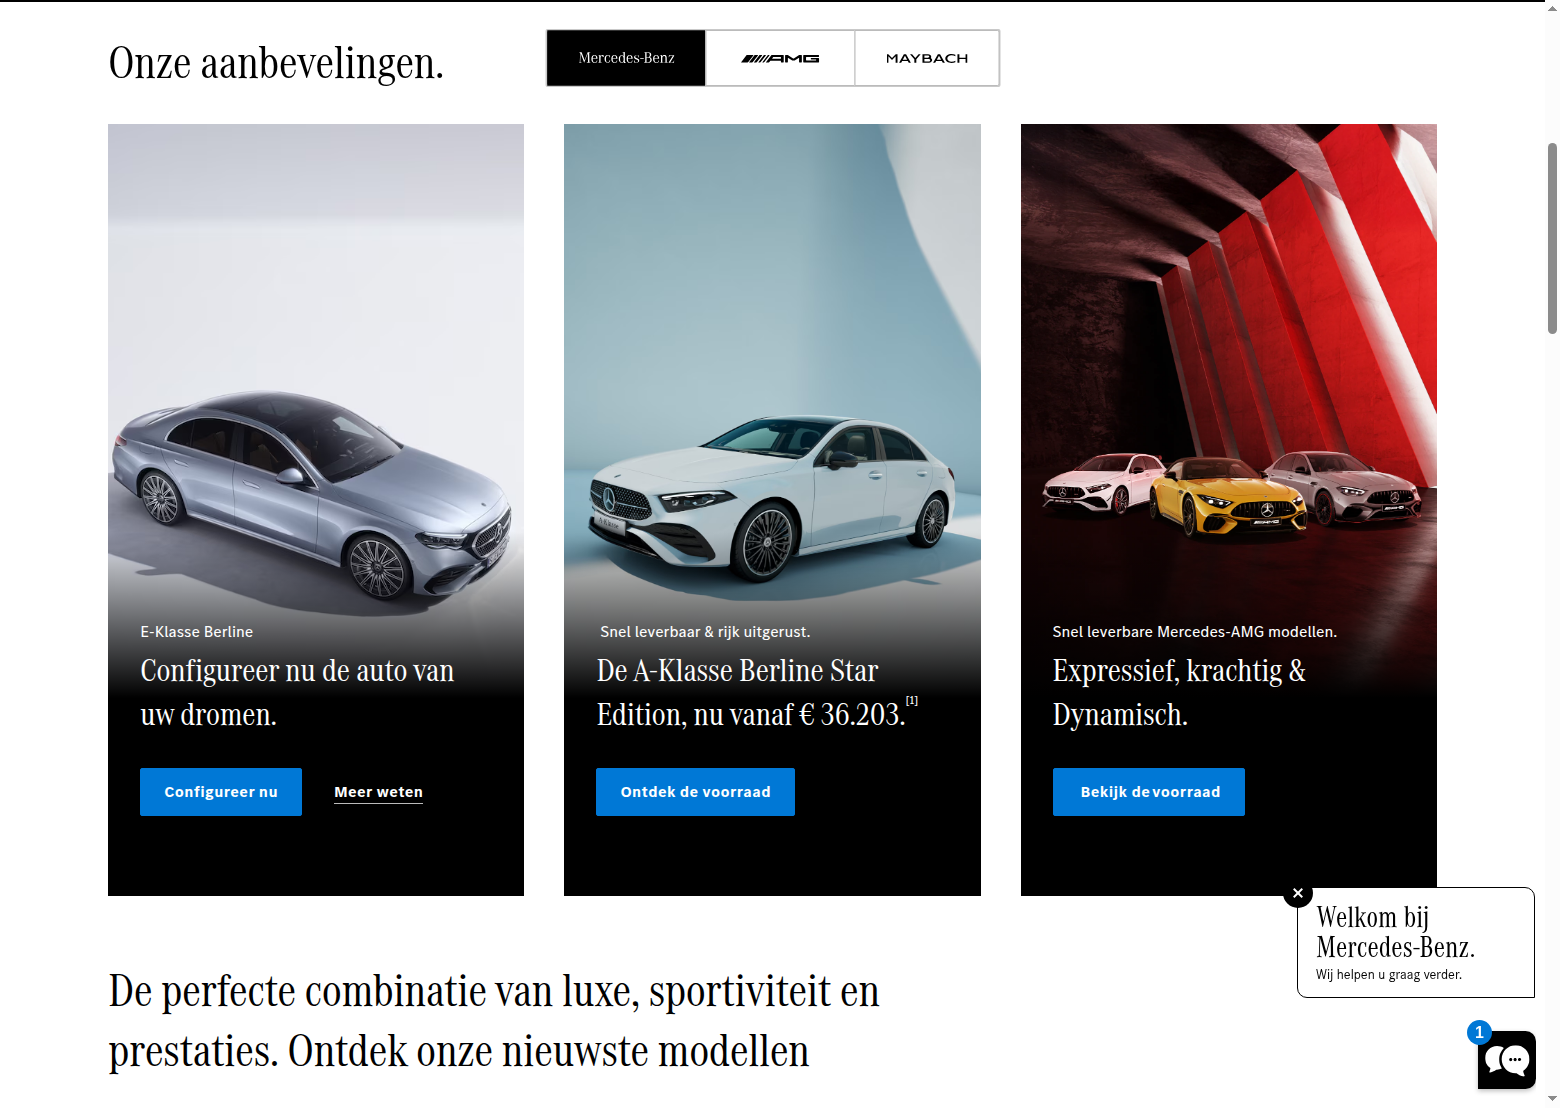 Onze aanbevelingen.
Mercedes-Benz
AMG
MAYBACH
E-Klasse Berline
Configureer nu de auto van
uw dromen.
Configureer nu
Meer weten
A-Klasse
Snel leverbaar & rijk uitgerust.
De A-Klasse Berline Star
Edition, nu vanaf € 36.203.[1]
Ontdek de voorraad
AMG
Snel leverbare Mercedes-AMG modellen.
Expressief, krachtig &
Dynamisch.
Bekijk de voorraad
Welkom bij
Mercedes-Benz.
Wij helpen u graag verder.
De perfecte combinatie van luxe, sportiviteit en
prestaties. Ontdek onze nieuwste modellen
1